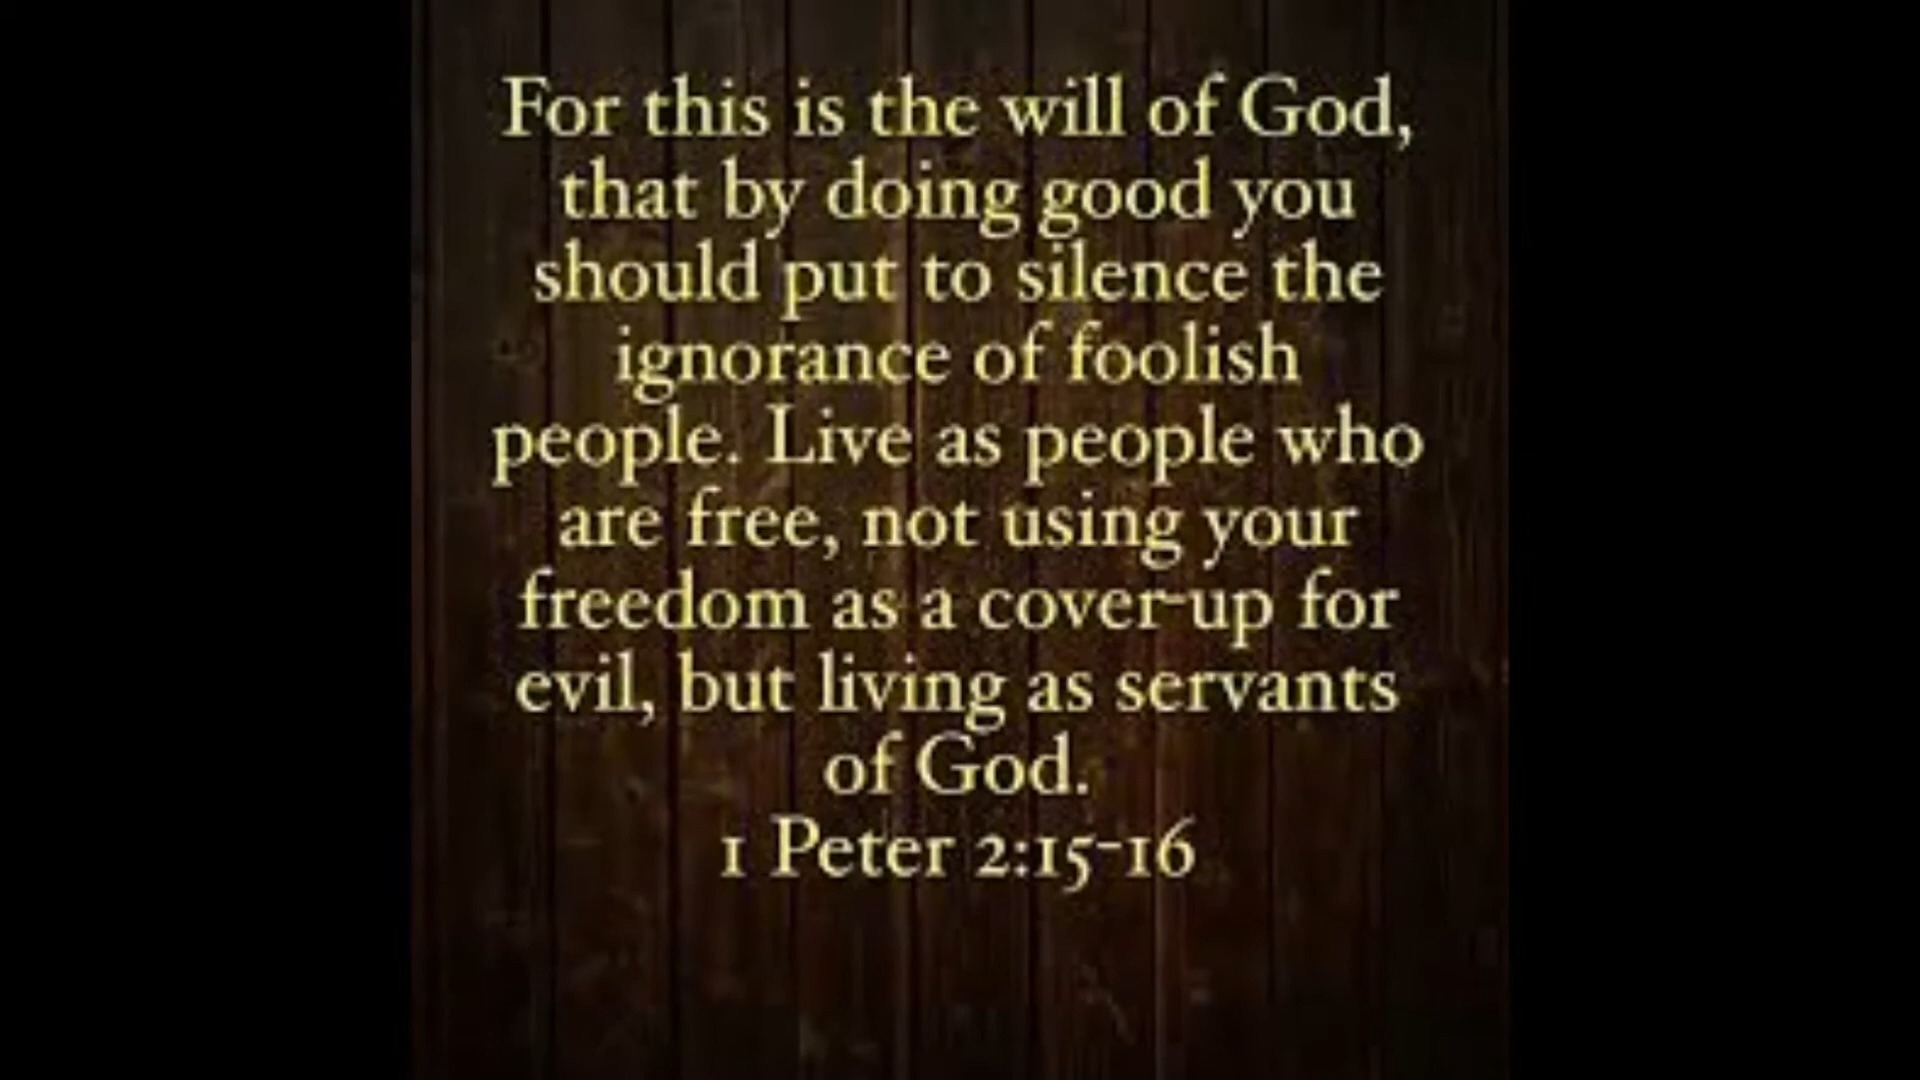 For this is the will of God,
that by doing good you
should put to silence the
ignorance of foolish
people. Live as people who
are free, not using your
freedom as a cover-up for
evil, but living as servants
of God.
1 Peter 2:15-16